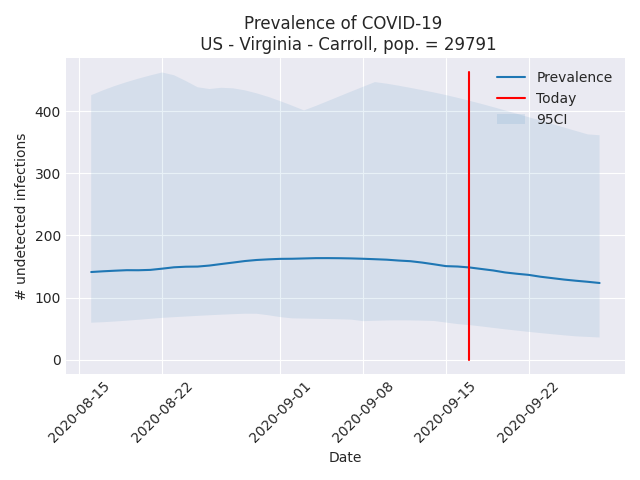 Prevalence of COVID-19
US - Virginia - Carroll, pop. = 29791
Prevalence
Today
95CI
# undetected infections
400
300
200
100
0
2020-08-15
2020-08-22
2020-09-01
2020-09-08
2020-09-15
2020-09-22
Date